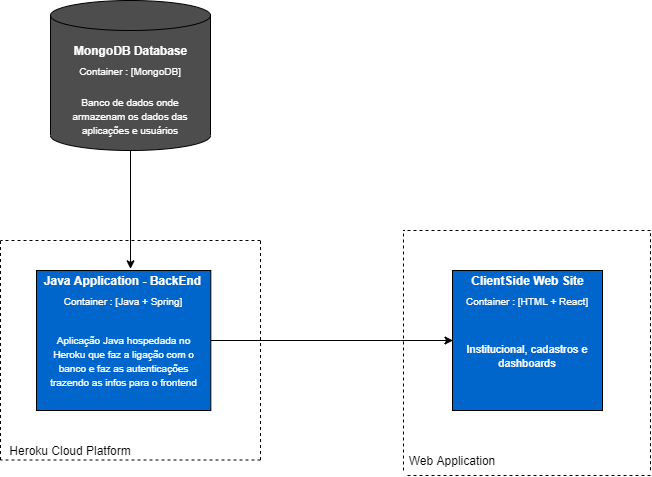 MongoDB Database
Container : [MongoDB]
Banco de dados onde
armazenam os dados das
aplicações e usuários
Java Application - BackEnd
Container : [Java + Spring]
Aplicação Java hospedada no
Heroku que faz a ligação com o
banco e faz as autenticações
trazendo as infos para o frontend
Heroku Cloud Platform
ClientSide Web Site
Container : [HTML + React]
Institucional, cadastros e
dashboards
Web Application